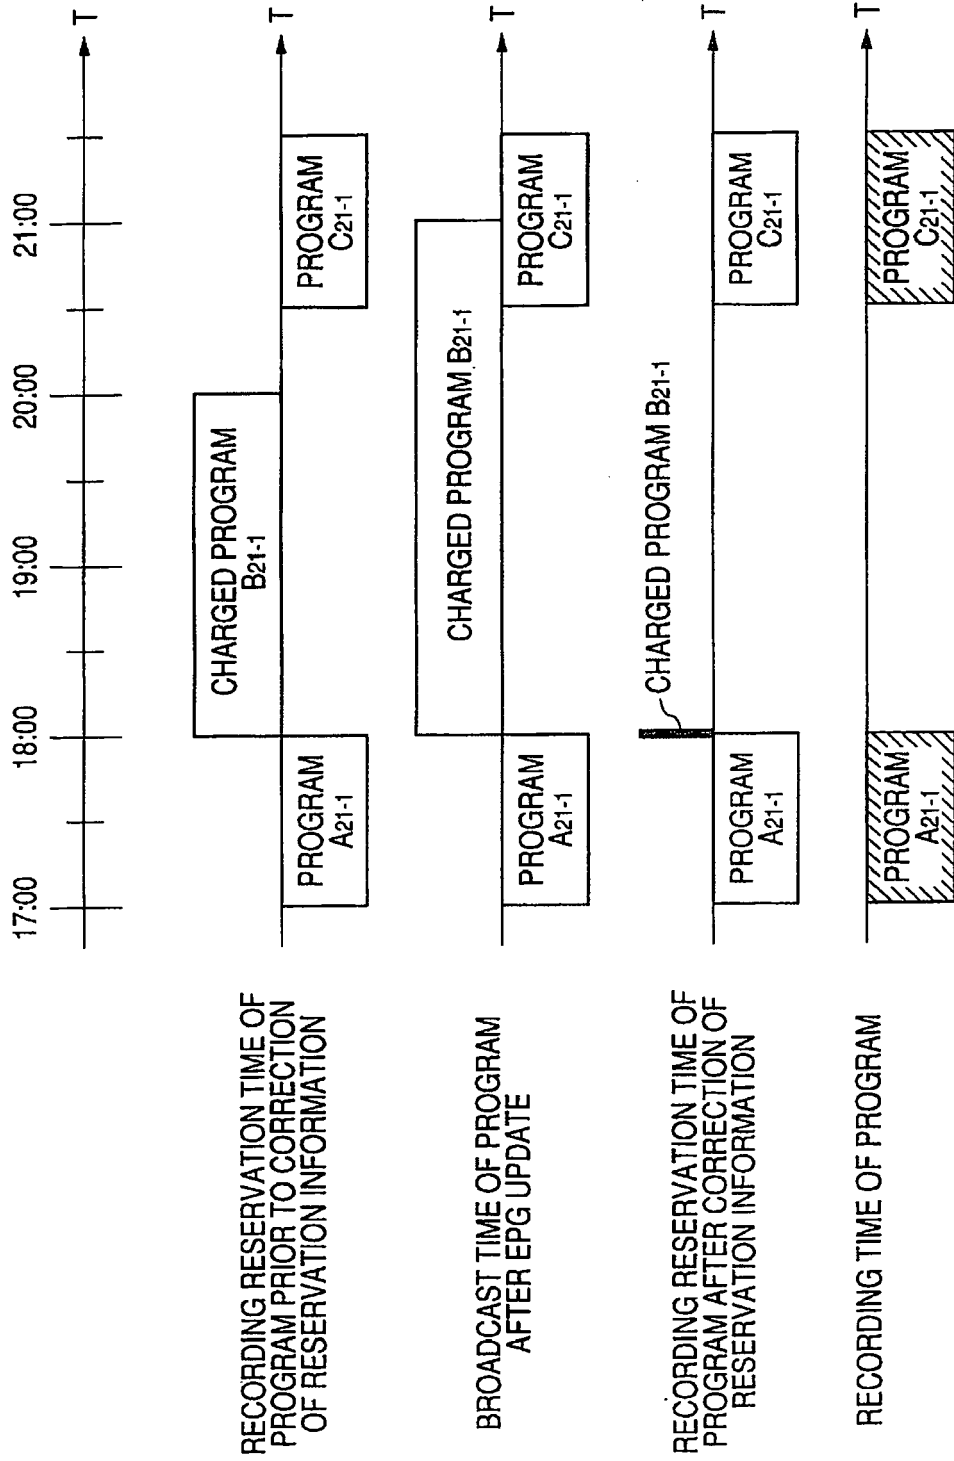 17:00 18:00 19:00 20:00 21:00 T
RECORDING RESERVATION TIME OF
PROGRAM PRIOR TO CORRECTION
OF RESERVATION INFORMATION
PROGRAM
A21-1
CHARGED PROGRAM
B21-1
PROGRAM
C21-1
T
BROADCAST TIME OF PROGRAM
AFTER EPG UPDATE
PROGRAM
A21-1
CHARGED PROGRAM B21-1
PROGRAM
C21-1
T
RECORDING RESERVATION TIME OF
PROGRAM AFTER CORRECTION OF
RESERVATION INFORMATION
PROGRAM
A21-1
CHARGED PROGRAM B21-1
PROGRAM
C21-1
T
RECORDING TIME OF PROGRAM
PROGRAM
A21-1
PROGRAM
C21-1
T